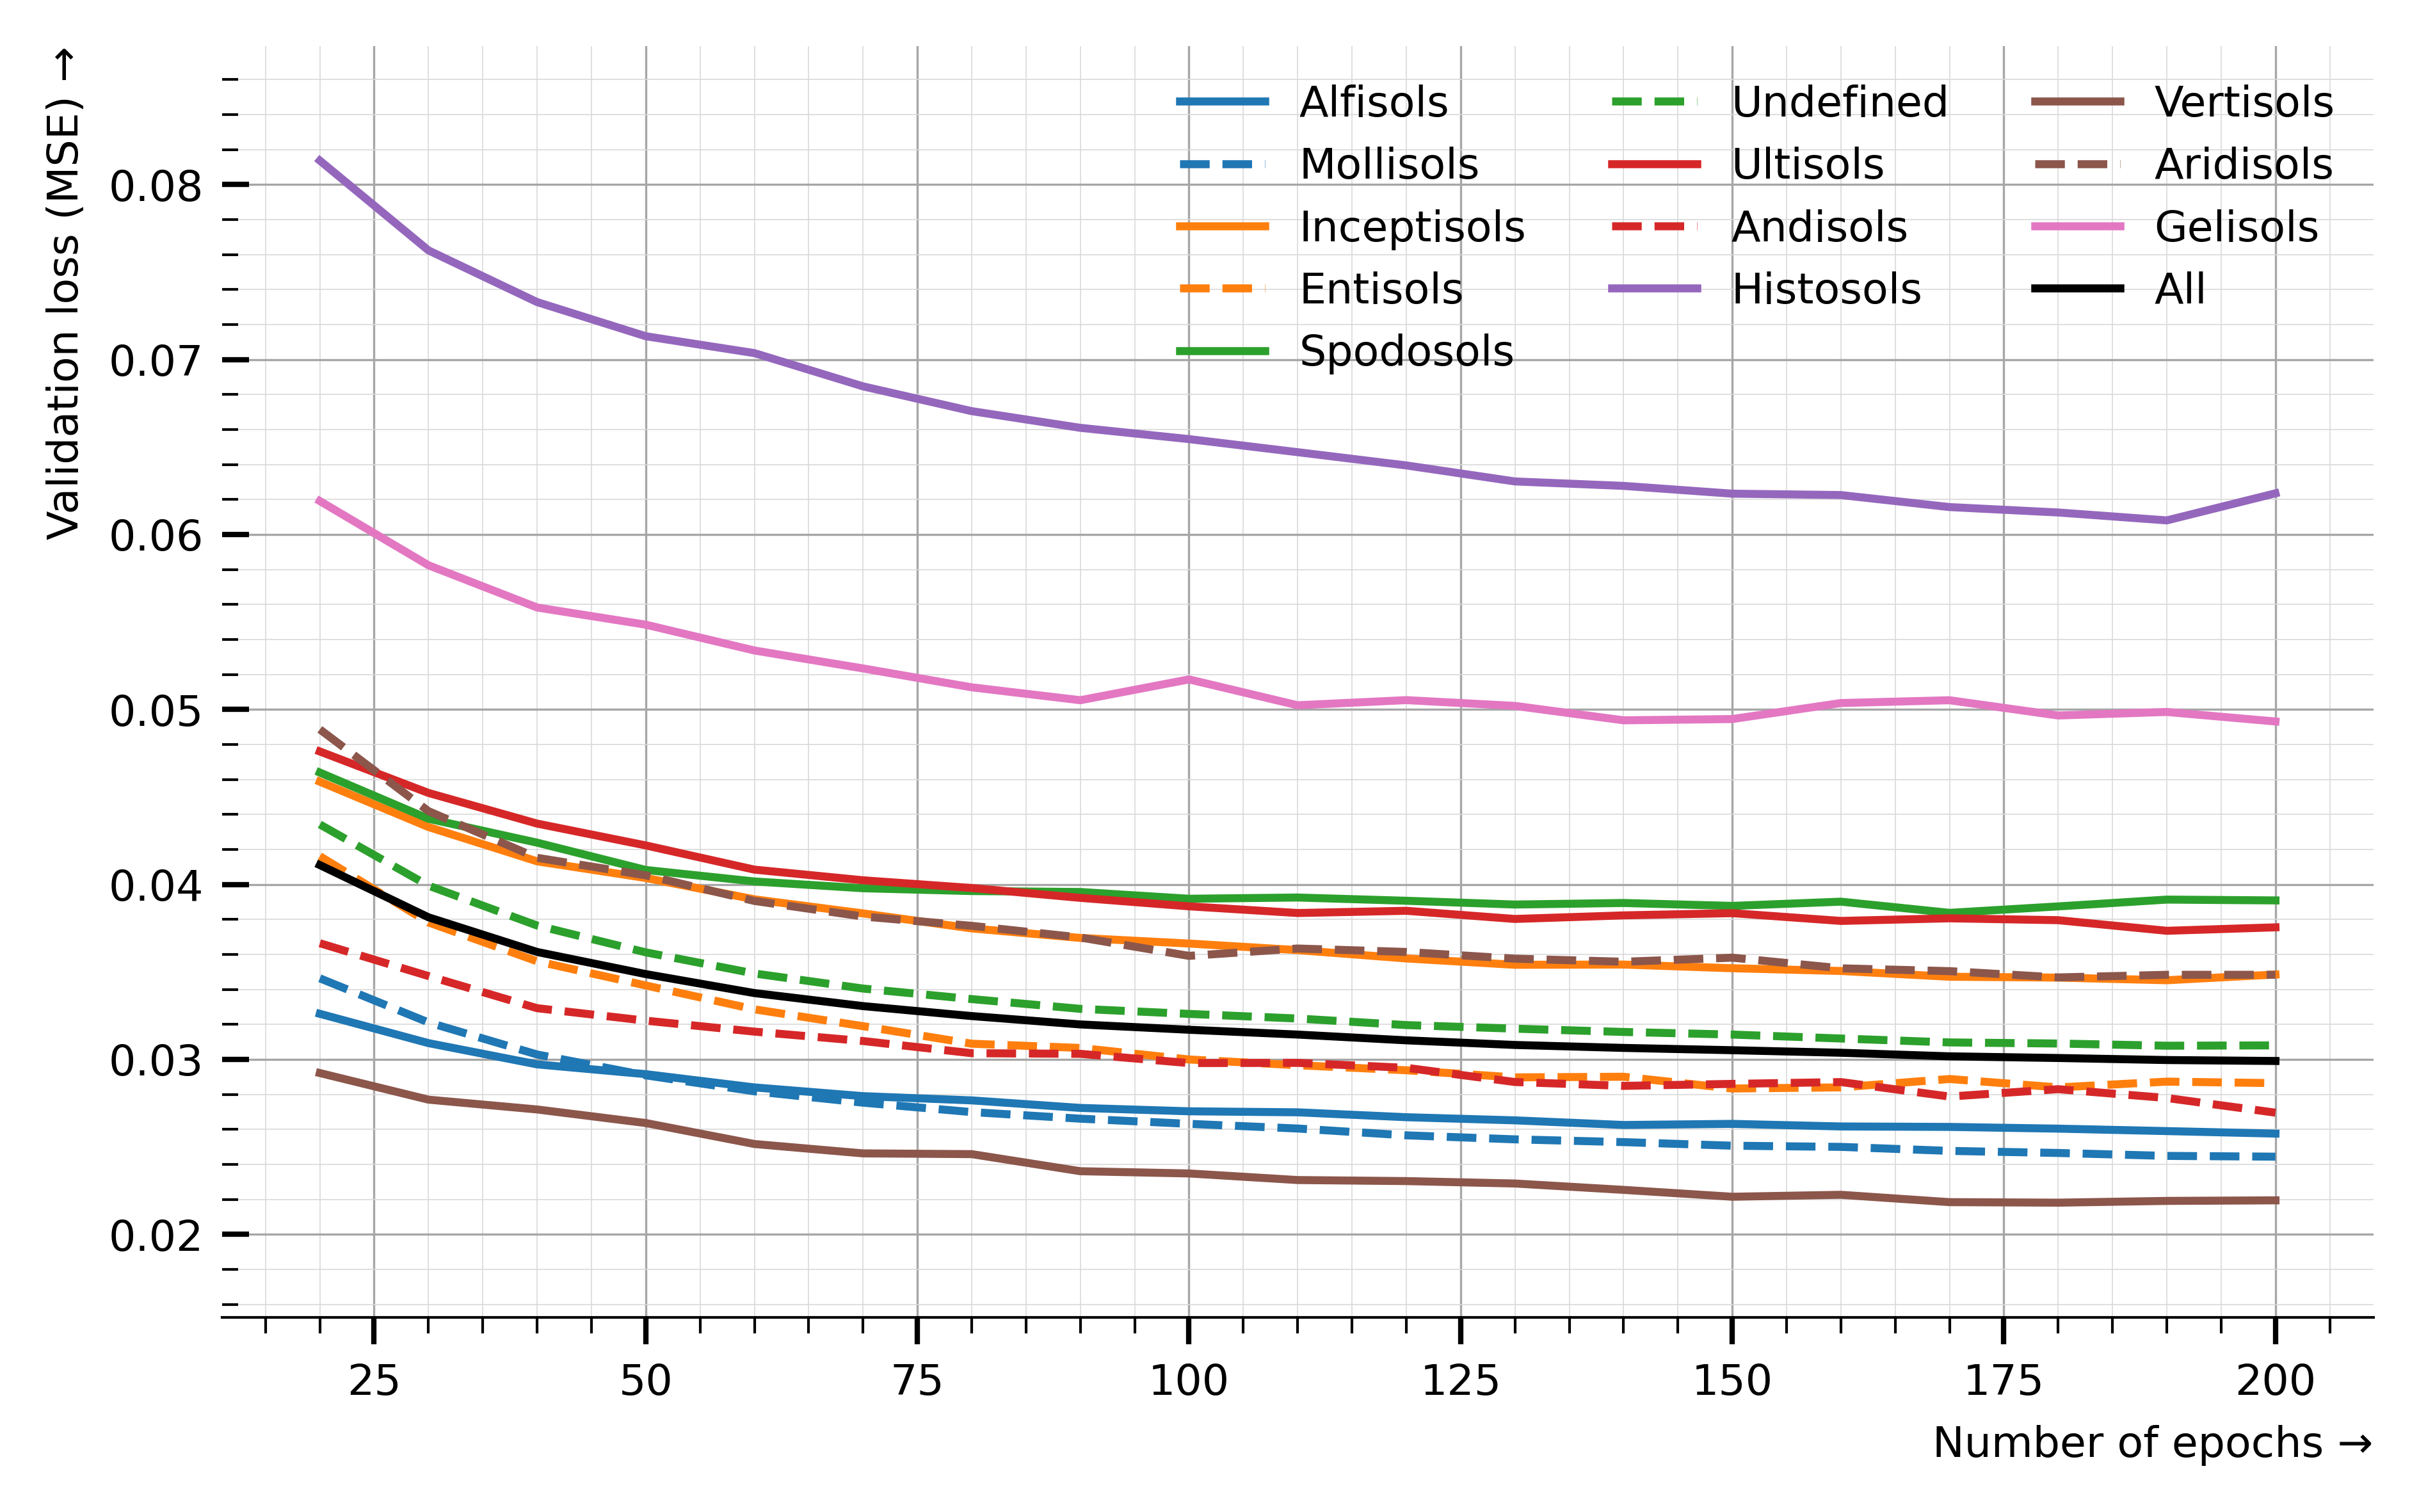 Validation loss (MSE) →
0.08
0.07
0.06
0.05
0.04
0.03
0.02
Alfisols
Mollisols
Inceptisols
Entisols
Spodosols
Undefined
Ultisols
Andisols
Histosols
Vertisols
Aridisols
Gelisols
All
25 50 75 100 125 150 175 200
Number of epochs →